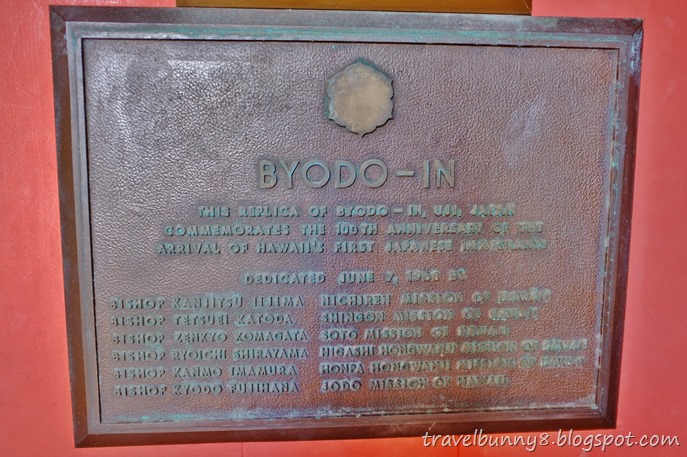 BYODO-IN
THIS REPLICA OF BYODO-IN, UJI, JAPAN
COMMEMORATES THE 100TH ANNIVERSARY OF THE
ARRIVAL OF HAWAII'S FIRST JAPANESE IMMIGRANTS
DEDICATED JUNE 7, 1968 BY
BISHOP KANJITSU IIJIMA NICHIREN MISSION OF HAWAII
BISHOP TETSUEI KATODA SHINGON MISSION OF HAWAII
BISHOP ZENKYO KOMAGATA SOTO MISSION OF HAWAII
BISHOP RYOICHI SHIRAYAMA HIGASHI HONGWANJI MISSION OF HAWAII
BISHOP KANMO IMAMURA HONPA HONGWANJI MISSION OF HAWAII
BISHOP KYODO FUJIHANA JODO MISSION OF HAWAII
travelbunny8.blogspot.com